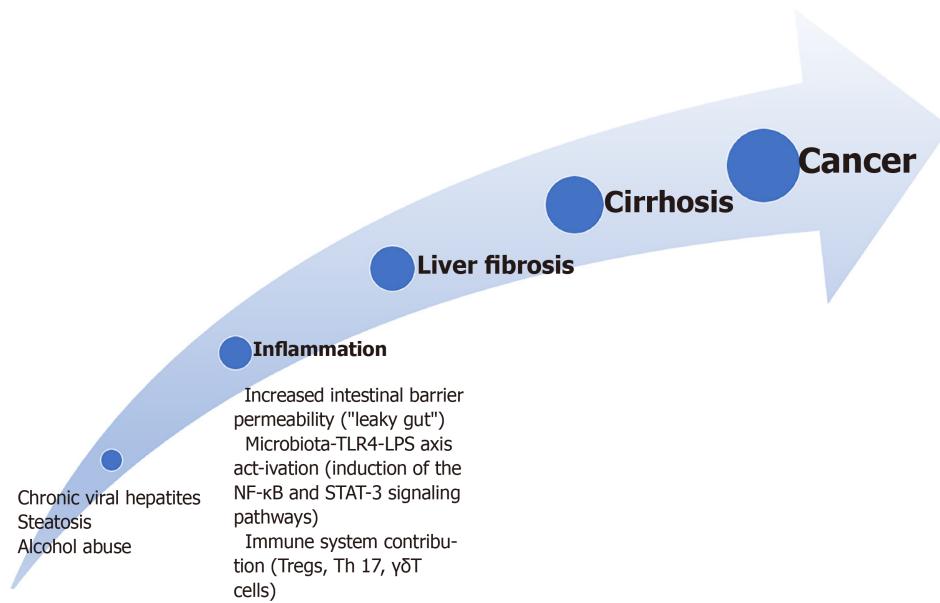 Cancer
Cirrhosis
Liver fibrosis
Inflammation
Increased intestinal barrier
permeability ("leaky gut")
Microbiota-TLR4-LPS axis
act-ivation (induction of the
NF-κB and STAT-3 signaling
pathways)
Immune system contribu-
tion (Tregs, Th 17, γδT
cells)
Chronic viral hepatites
Steatosis
Alcohol abuse